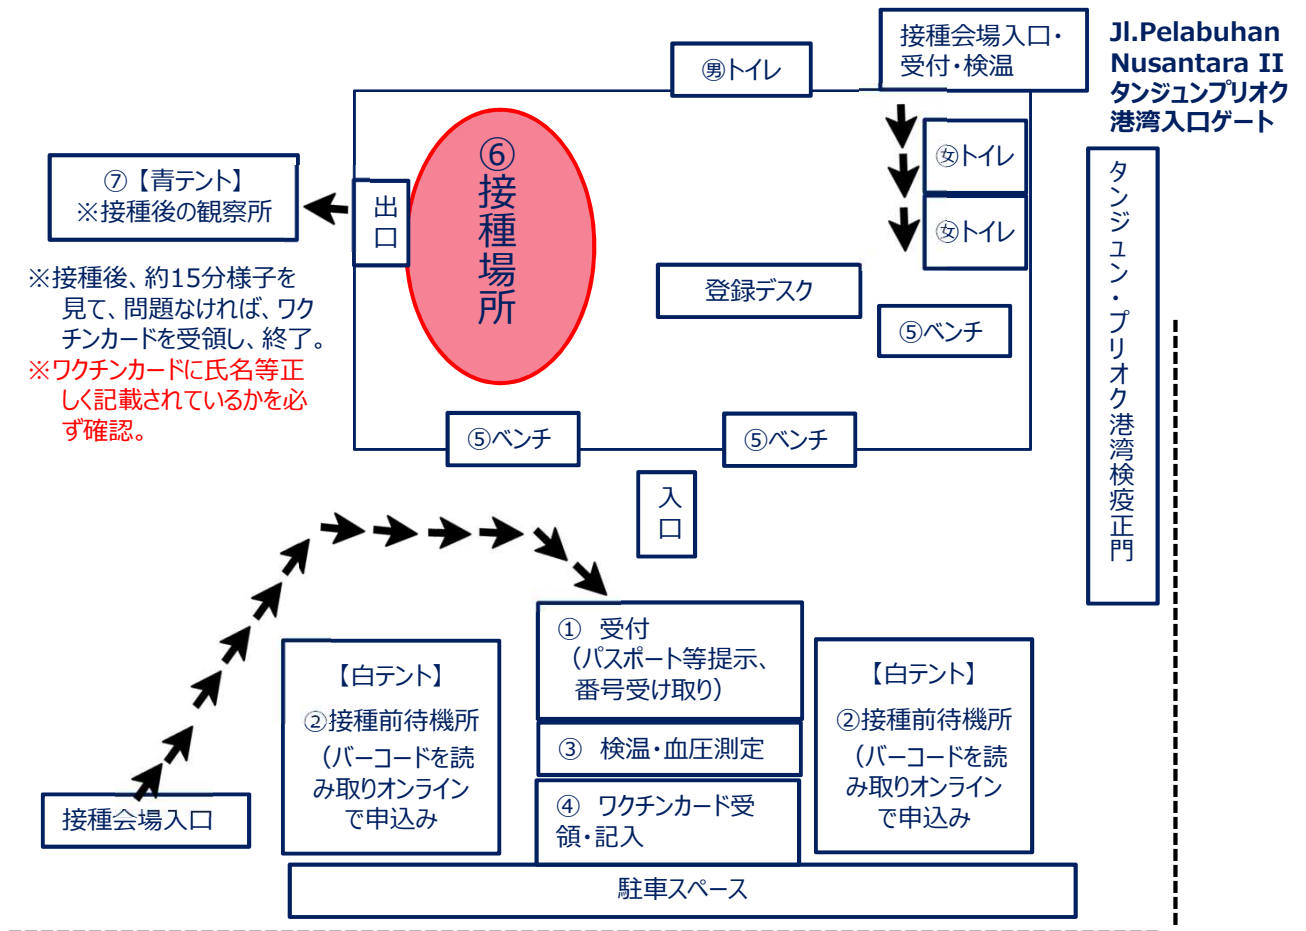 接種会場入口・
受付・検温
Jl.Pelabuhan
Nusantara II
タンジュンプリオク
港湾入口ゲート
㊚トイレ
㊛トイレ
㊛トイレ
⑥接種場所
⑦【青テント】
※接種後の観察所
出口
※接種後、約15分様子を
見て、問題なければ、ワク
チンカードを受領し、終了。
※ワクチンカードに氏名等正
しく記載されているかを必
ず確認。
登録デスク
⑤ベンチ
⑤ベンチ
⑤ベンチ
タンジュン・プリオク港湾検疫正門
入口
① 受付
（パスポート等提示、
番号受け取り）
【白テント】
②接種前待機所
（バーコードを読
み取りオンライン
で申込み
③ 検温・血圧測定
④ ワクチンカード受
領・記入
【白テント】
②接種前待機所
（バーコードを読
み取りオンライン
で申込み
接種会場入口
駐車スペース